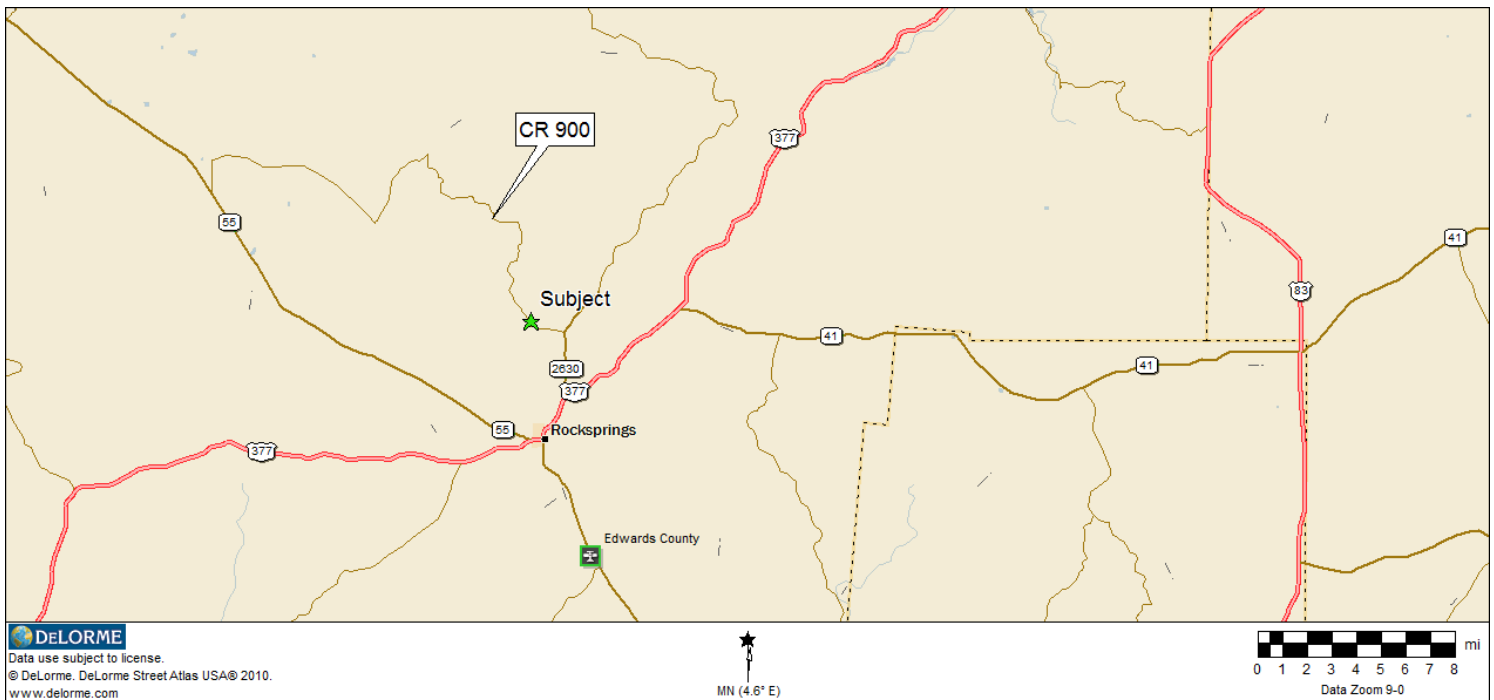 377
CR 900
55
41
83
Subject
41
2630
41
377
55
Rocksprings
377
Edwards County
DELORME
Data use subject to license.
© DeLorme. DeLorme Street Atlas USA® 2010.
www.delorme.com
MN (4.6° E)
mi
0 1 2 3 4 5 6 7 8
Data Zoom 9-0